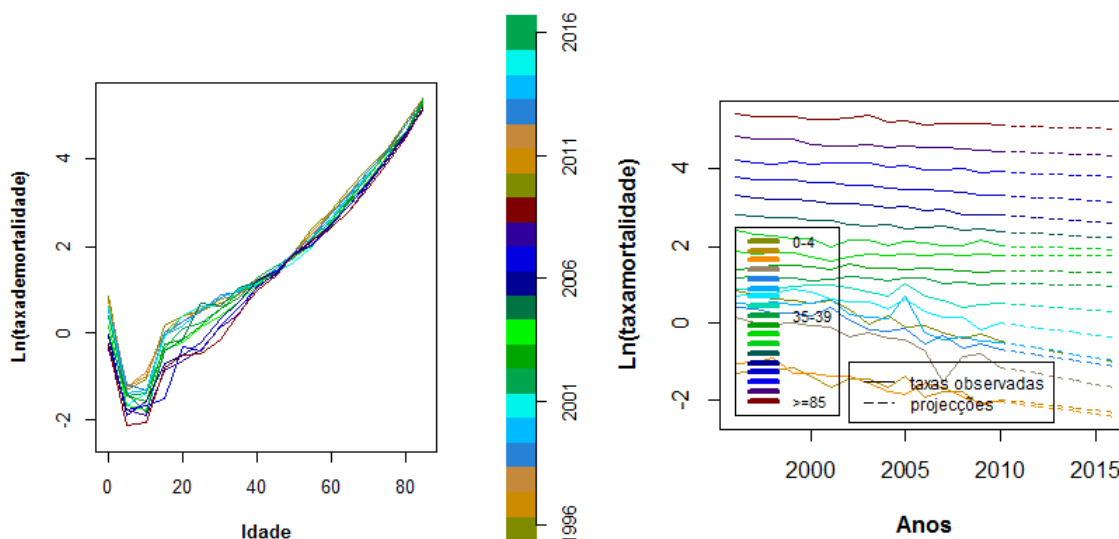 Ln(taxademortalidade)
4
2
0
-2
0 20 40 60 80
Idade
2016
2011
2006
2001
1996
Ln(taxamortalidade)
4
2
0
-2
0-4
35-39
>=85
taxas observadas
projecções
2000 2005 2010 2015
Anos